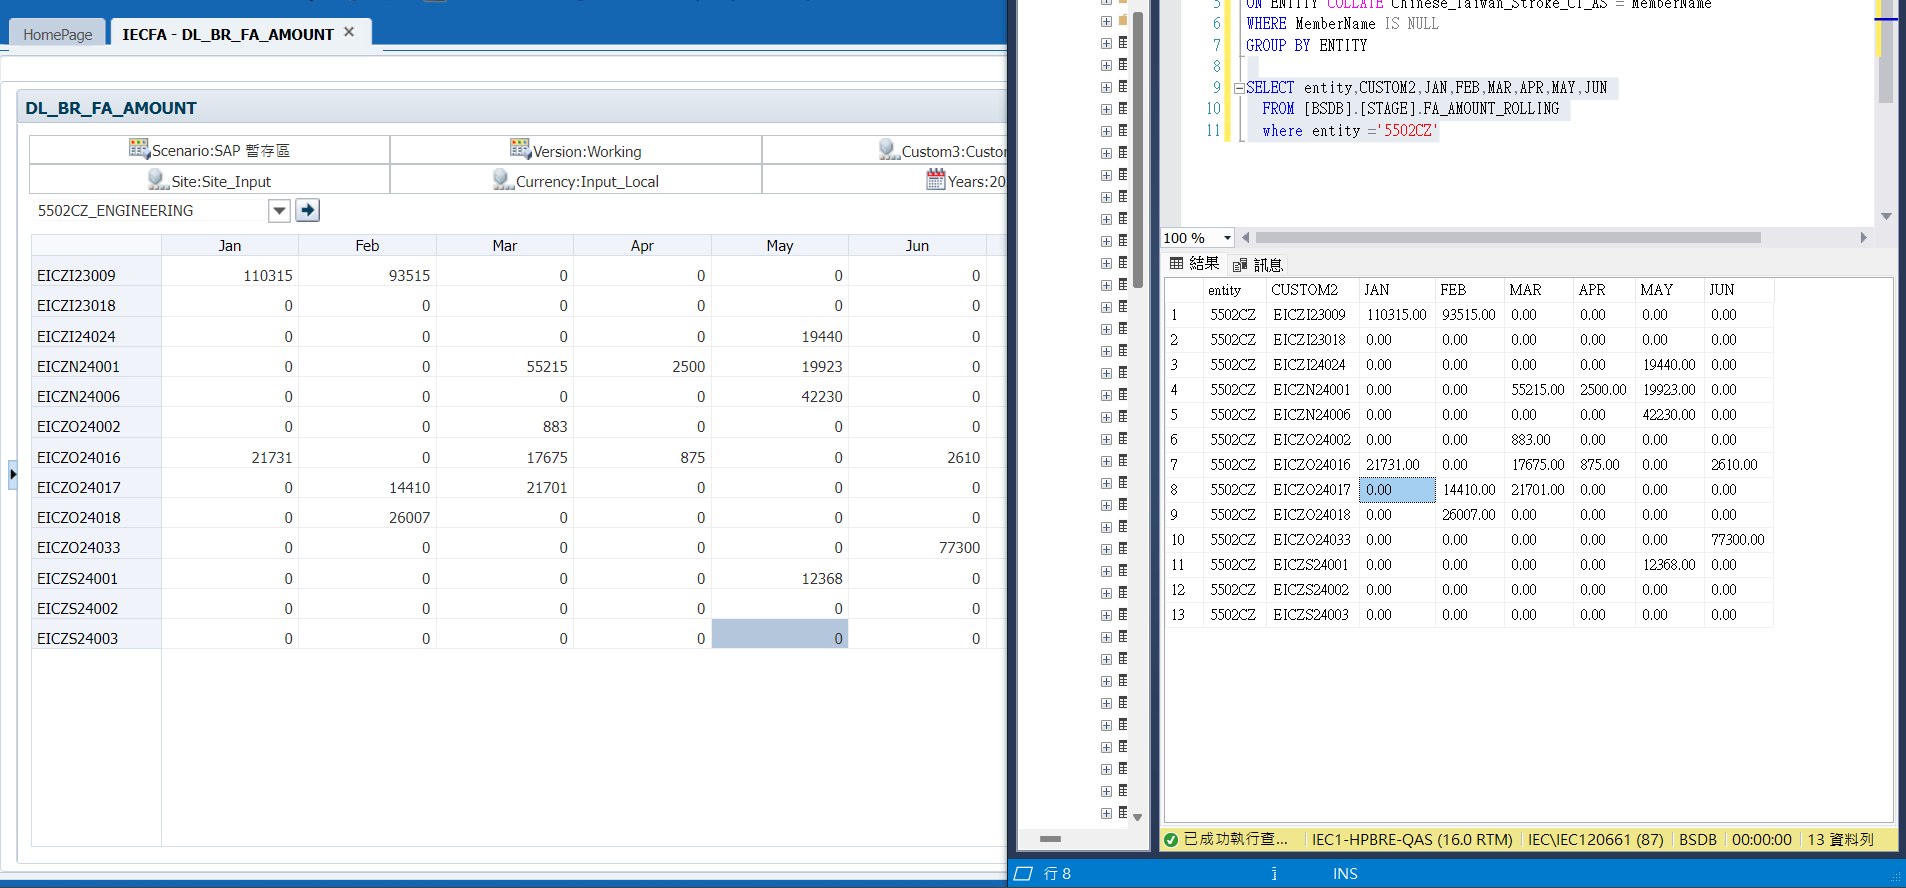 HomePage
IECFA - DL_BR_FA_AMOUNT
DL_BR_FA_AMOUNT
Scenario:SAP 暫存區 Version:Working Custom3:Custor
Site:Site_Input Currency:Input_Local Years:20
5502CZ_ENGINEERING
Jan Feb Mar Apr May Jun
EICZI23009 110315 93515 0 0 0 0
EICZI23018 0 0 0 0 0 0
EICZI24024 0 0 0 0 19440 0
EICZN24001 0 0 55215 2500 19923 0
EICZN24006 0 0 0 0 42230 0
EICZO24002 0 0 883 0 0 0
EICZO24016 21731 0 17675 875 0 2610
EICZO24017 0 14410 21701 0 0 0
EICZO24018 0 26007 0 0 0 0
EICZO24033 0 0 0 0 0 77300
EICZS24001 0 0 0 0 12368 0
EICZS24002 0 0 0 0 0 0
EICZS24003 0 0 0 0 0 0
5 ON ENTITY COLLATE Chinese_Taiwan_Stroke_CI_AS = MemberName
6 WHERE MemberName IS NULL
7 GROUP BY ENTITY
8
9 SELECT entity,CUSTOM2,JAN,FEB,MAR,APR,MAY,JUN
10 FROM [BSDB].[STAGE].FA_AMOUNT_ROLLING
11 where entity ='5502CZ'
100 %
結果 訊息
entity CUSTOM2 JAN FEB MAR APR MAY JUN
1 5502CZ EICZI23009 110315.00 93515.00 0.00 0.00 0.00 0.00
2 5502CZ EICZI23018 0.00 0.00 0.00 0.00 0.00 0.00
3 5502CZ EICZI24024 0.00 0.00 0.00 0.00 19440.00 0.00
4 5502CZ EICZN24001 0.00 0.00 55215.00 2500.00 19923.00 0.00
5 5502CZ EICZN24006 0.00 0.00 0.00 0.00 42230.00 0.00
6 5502CZ EICZO24002 0.00 0.00 883.00 0.00 0.00 0.00
7 5502CZ EICZO24016 21731.00 0.00 17675.00 875.00 0.00 2610.00
8 5502CZ EICZO24017 0.00 14410.00 21701.00 0.00 0.00 0.00
9 5502CZ EICZO24018 0.00 26007.00 0.00 0.00 0.00 0.00
10 5502CZ EICZO24033 0.00 0.00 0.00 0.00 0.00 77300.00
11 5502CZ EICZS24001 0.00 0.00 0.00 0.00 12368.00 0.00
12 5502CZ EICZS24002 0.00 0.00 0.00 0.00 0.00 0.00
13 5502CZ EICZS24003 0.00 0.00 0.00 0.00 0.00 0.00
已成功執行查... IEC1-HPBRE-QAS (16.0 RTM) IEC\IEC120661 (87) BSDB 00:00:00 13 資料列
行 8 INS